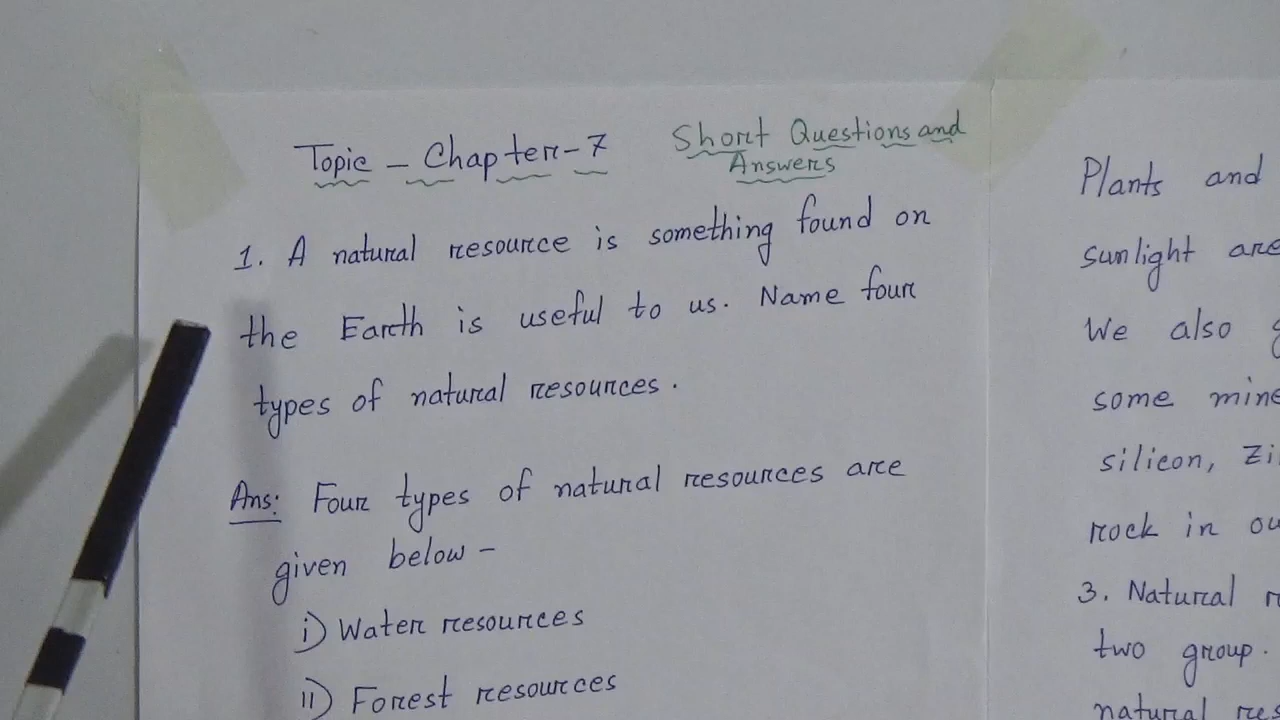 Topic - Chapter-7
Short Questions and
Answers
1. A natural resource is something found on
the Earth is useful to us. Name four
types of natural resources.
Ans: Four types of natural resources are
given below -
i) Water resources
ii) Forest resources
Plants and
sunlight are
We also
some
silicon,
rock in
3. Natural
two group.
natural